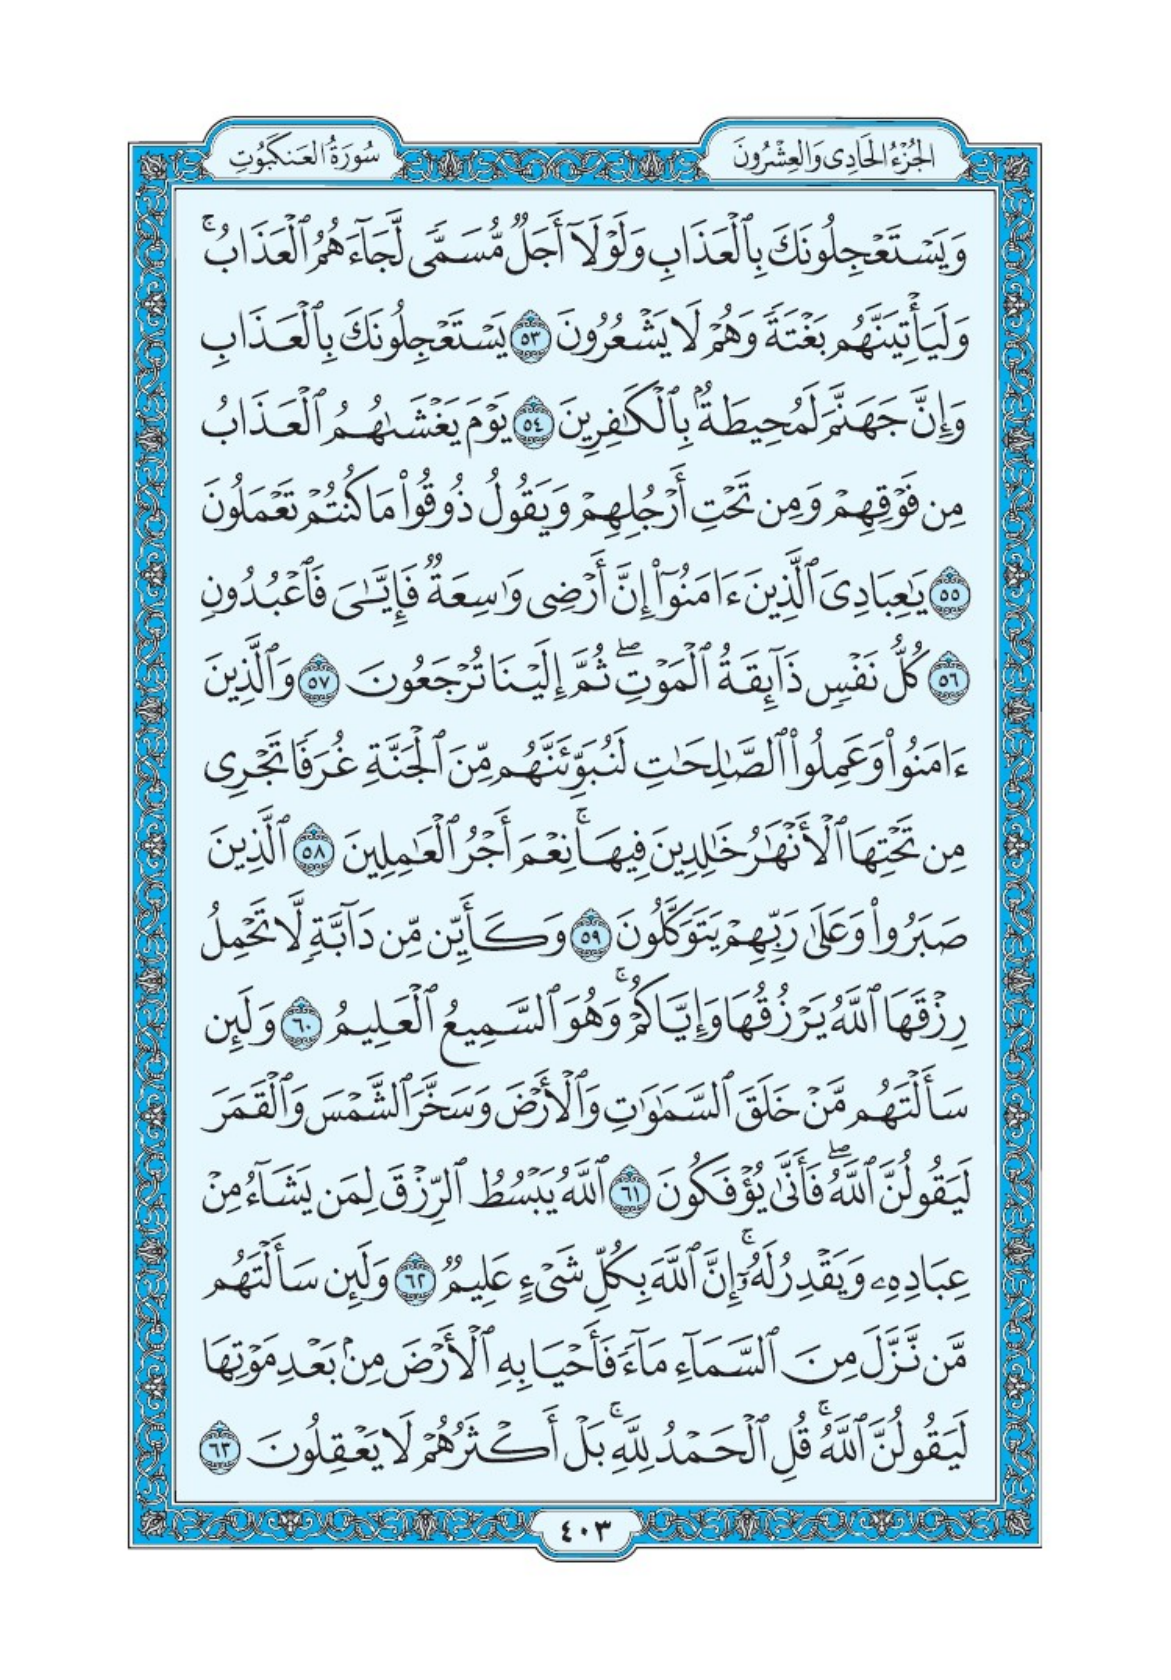 الجُزْءُ الحَادِي وَالعِشْرُونَ
سُورَةُ العَنكَبُوتِ
وَيَسْتَعْجِلُونَكَ بِٱلْعَذَابِ وَلَوْلَآ أَجَلٌ مُّسَمًّى لَّجَآءَهُمُ ٱلْعَذَابُۚ
وَلَيَأْتِيَنَّهُم بَغْتَةً وَهُمْ لَا يَشْعُرُونَ ٥٣ يَسْتَعْجِلُونَكَ بِٱلْعَذَابِ
وَإِنَّ جَهَنَّمَ لَمُحِيطَةٌۢ بِٱلْكَٰفِرِينَ ٥٤ يَوْمَ يَغْشَىٰهُمُ ٱلْعَذَابُ
مِن فَوْقِهِمْ وَمِن تَحْتِ أَرْجُلِهِمْ وَيَقُولُ ذُوقُوا۟ مَا كُنتُمْ تَعْمَلُونَ
٥٥ يَٰعِبَادِىَ ٱلَّذِينَ ءَامَنُوٓا۟ إِنَّ أَرْضِى وَٰسِعَةٌ فَإِيَّٰىَ فَٱعْبُدُونِ
٥٦ كُلُّ نَفْسٍ ذَآئِقَةُ ٱلْمَوْتِۖ ثُمَّ إِلَيْنَا تُرْجَعُونَ ٥٧ وَٱلَّذِينَ
ءَامَنُوا۟ وَعَمِلُوا۟ ٱلصَّٰلِحَٰتِ لَنُبَوِّئَنَّهُم مِّنَ ٱلْجَنَّةِ غُرَفًا تَجْرِى
مِن تَحْتِهَا ٱلْأَنْهَٰرُ خَٰلِدِينَ فِيهَاۚ نِعْمَ أَجْرُ ٱلْعَٰمِلِينَ ٥٨ ٱلَّذِينَ
صَبَرُوا۟ وَعَلَىٰ رَبِّهِمْ يَتَوَكَّلُونَ ٥٩ وَكَأَيِّن مِّن دَآبَّةٍ لَّا تَحْمِلُ
رِزْقَهَا ٱللَّهُ يَرْزُقُهَا وَإِيَّاكُمْۚ وَهُوَ ٱلسَّمِيعُ ٱلْعَلِيمُ ٦٠ وَلَئِن
سَأَلْتَهُم مَّنْ خَلَقَ ٱلسَّمَٰوَٰتِ وَٱلْأَرْضَ وَسَخَّرَ ٱلشَّمْسَ وَٱلْقَمَرَ
لَيَقُولُنَّ ٱللَّهُۖ فَأَنَّىٰ يُؤْفَكُونَ ٦١ ٱللَّهُ يَبْسُطُ ٱلرِّزْقَ لِمَن يَشَآءُ مِنْ
عِبَادِهِۦ وَيَقْدِرُ لَهُۥٓۚ إِنَّ ٱللَّهَ بِكُلِّ شَىْءٍ عَلِيمٌ ٦٢ وَلَئِن سَأَلْتَهُم
مَّن نَّزَّلَ مِنَ ٱلسَّمَآءِ مَآءً فَأَحْيَا بِهِ ٱلْأَرْضَ مِنۢ بَعْدِ مَوْتِهَا
لَيَقُولُنَّ ٱللَّهُۚ قُلِ ٱلْحَمْدُ لِلَّهِۚ بَلْ أَكْثَرُهُمْ لَا يَعْقِلُونَ ٦٣
٤٠٣